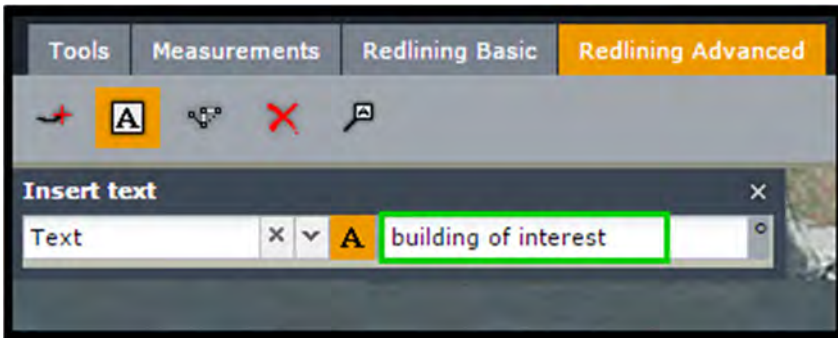 Tools Measurements Redlining Basic Redlining Advanced
A
Insert text ×
Text × A building of interest °